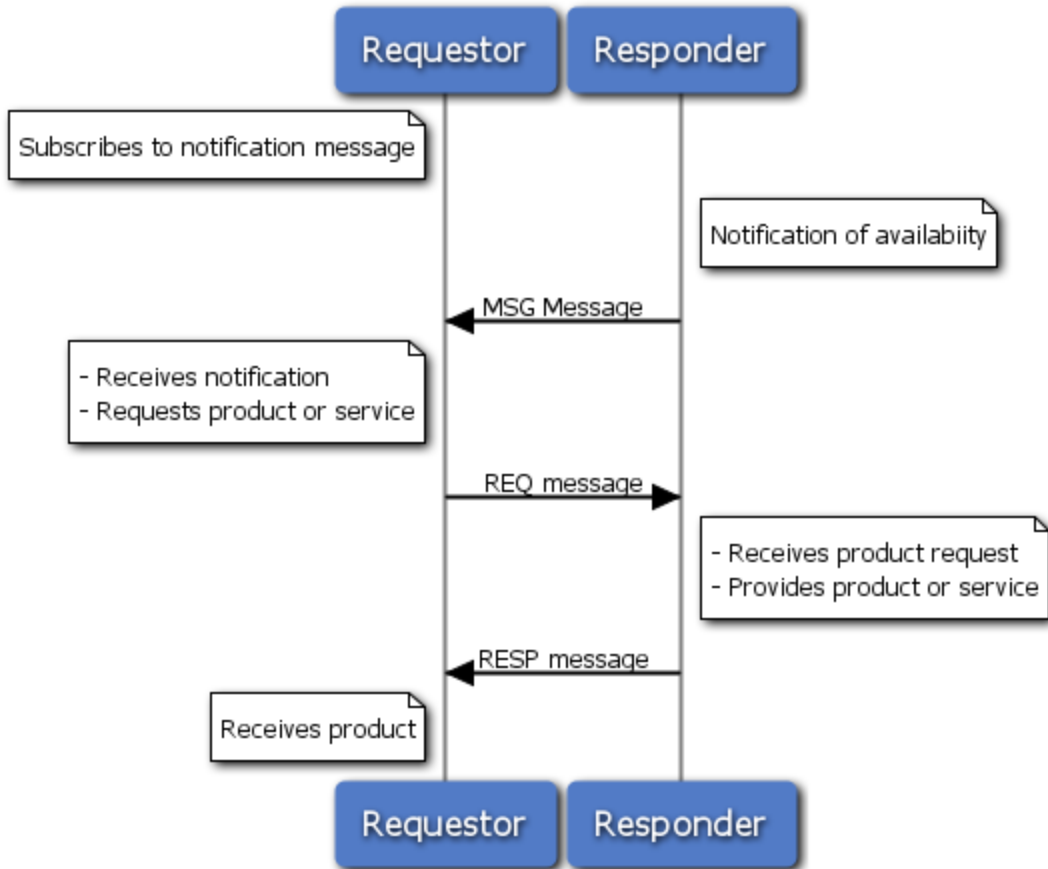 Requestor
Responder
Subscribes to notification message
Notification of availabiity
MSG Message
- Receives notification
- Requests product or service
REQ message
- Receives product request
- Provides product or service
RESP message
Receives product
Requestor
Responder